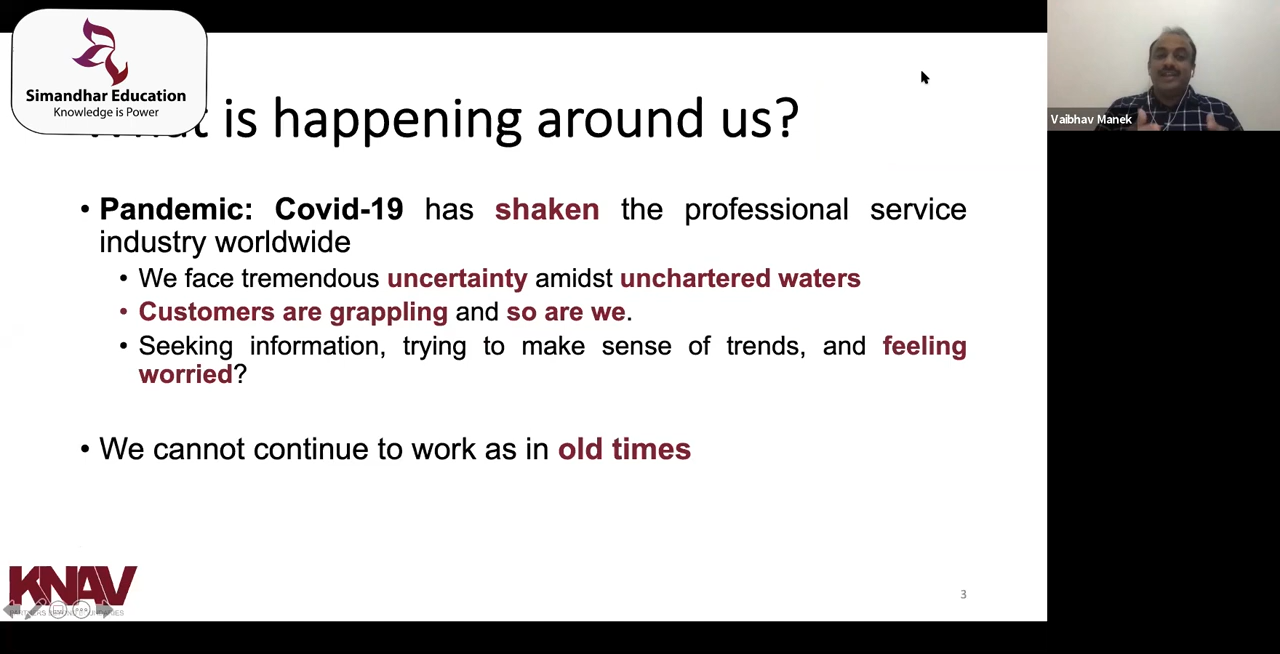 Simandhar Education
Knowledge is Power
is happening around us?
• Pandemic: Covid-19 has shaken the professional service
industry worldwide
• We face tremendous uncertainty amidst unchartered waters
• Customers are grappling and so are we.
• Seeking information, trying to make sense of trends, and feeling
worried?
• We cannot continue to work as in old times
KNAV
3
Vaibhav Manek